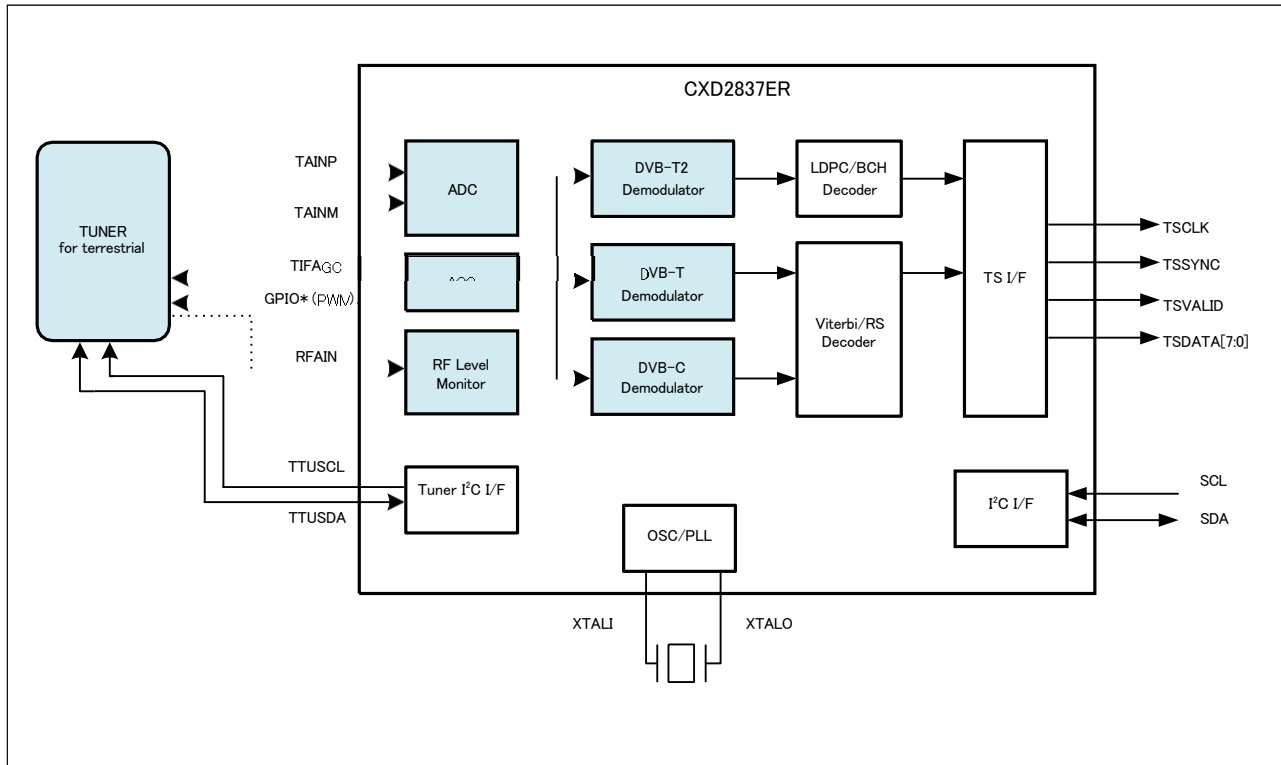 CXD2837ER
TUNER
for terrestrial
TAINP
TAINM
TIFAGC
GPIO* (PWM)
RFAIN
TTUSCL
TTUSDA
ADC
RF Level
Monitor
Tuner I²C I/F
DVB-T2
Demodulator
DVB-T
Demodulator
DVB-C
Demodulator
LDPC/BCH
Decoder
Viterbi/RS
Decoder
TS I/F
TSCLK
TSSYNC
TSVALID
TSDATA[7:0]
OSC/PLL
I²C I/F
SCL
SDA
XTALI
XTALO